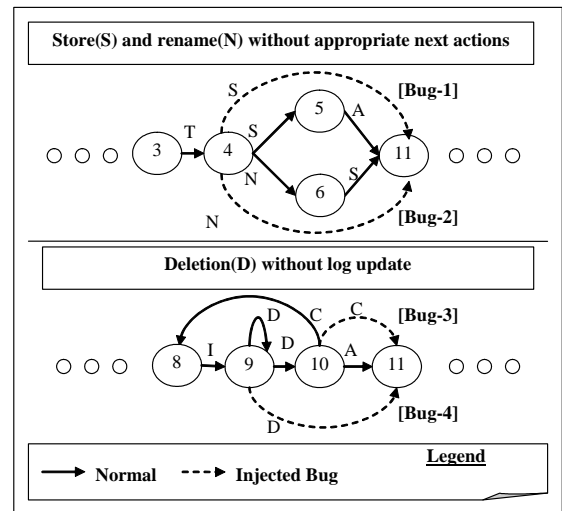 Store(S) and rename(N) without appropriate next actions
S
[Bug-1]
5
A
T
S
3
4
11
N
S
6
N
[Bug-2]
Deletion(D) without log update
D
C
C
[Bug-3]
I
D
8
9
10
A
11
D
[Bug-4]
Legend
Normal
Injected Bug